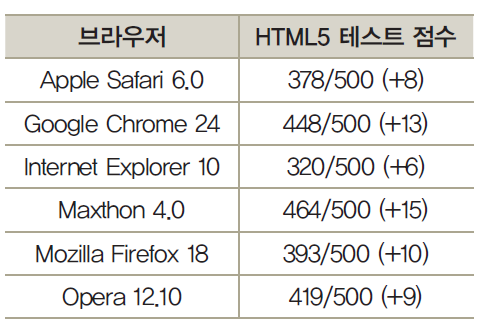 브라우저 HTML5 테스트 점수
Apple Safari 6.0 378/500 (+8)
Google Chrome 24 448/500 (+13)
Internet Explorer 10 320/500 (+6)
Maxthon 4.0 464/500 (+15)
Mozilla Firefox 18 393/500 (+10)
Opera 12.10 419/500 (+9)